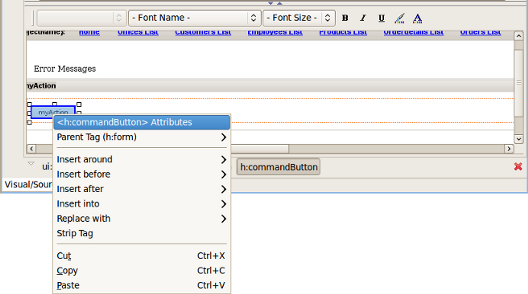 - Font Name - - Font Size - B I U A
jectname}: Home Offices List Customers List Employees List Products List Orderdetails List Orders List
Error Messages
myAction
myAction
<h:commandButton> Attributes
Parent Tag (h:form)
Insert around
Insert before
Insert after
Insert into
Replace with
Strip Tag
Cut Ctrl+X
Copy Ctrl+C
Paste Ctrl+V
ui: h:commandButton
Visual/Sour